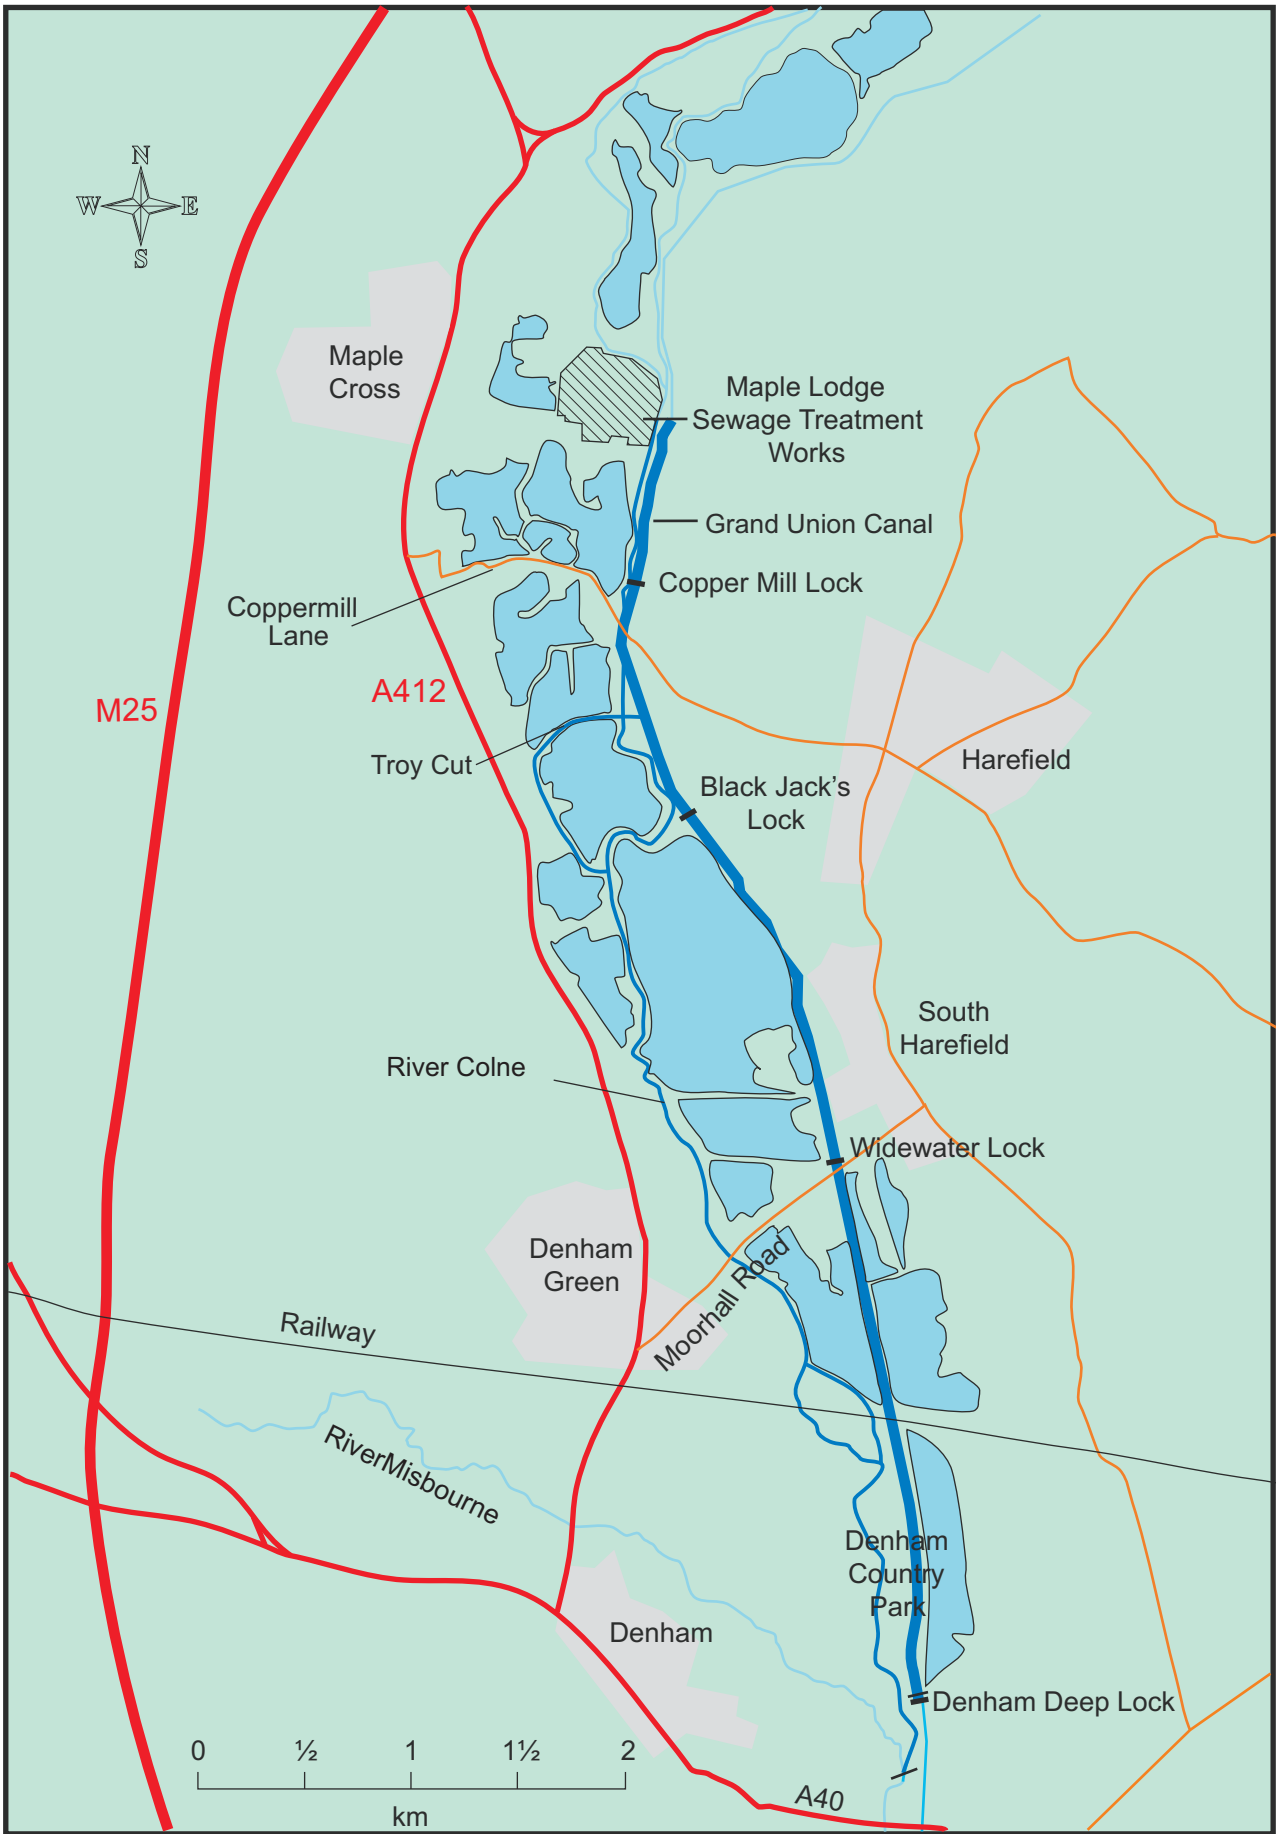 N
W E
S
Maple
Cross
Maple Lodge
Sewage Treatment
Works
Grand Union Canal
Copper Mill Lock
Coppermill
Lane
M25
A412
Troy Cut
Black Jack’s
Lock
Harefield
South
Harefield
River Colne
Widewater Lock
Denham
Green
Moorhall Road
Railway
RiverMisbourne
Denham
Country
Park
Denham
Denham Deep Lock
0 ½ 1 1½ 2
km
A40